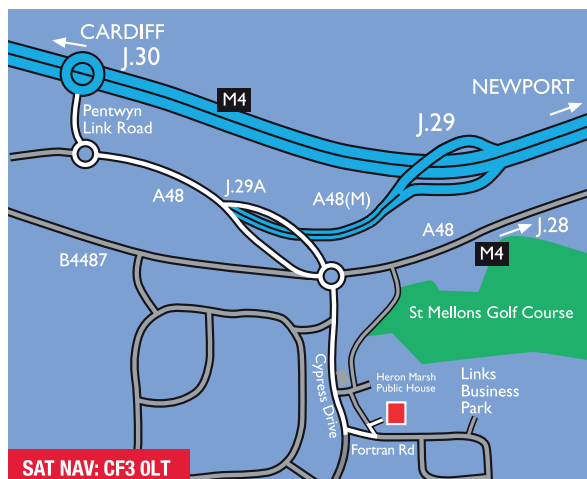 CARDIFF
J.30
M4
Pentwyn
Link Road
NEWPORT
J.29
A48
J.29A
A48(M)
A48
J.28
M4
B4487
St Mellons Golf Course
Cypress Drive
Heron Marsh
Public House
Links
Business
Park
Fortran Rd
SAT NAV: CF3 0LT